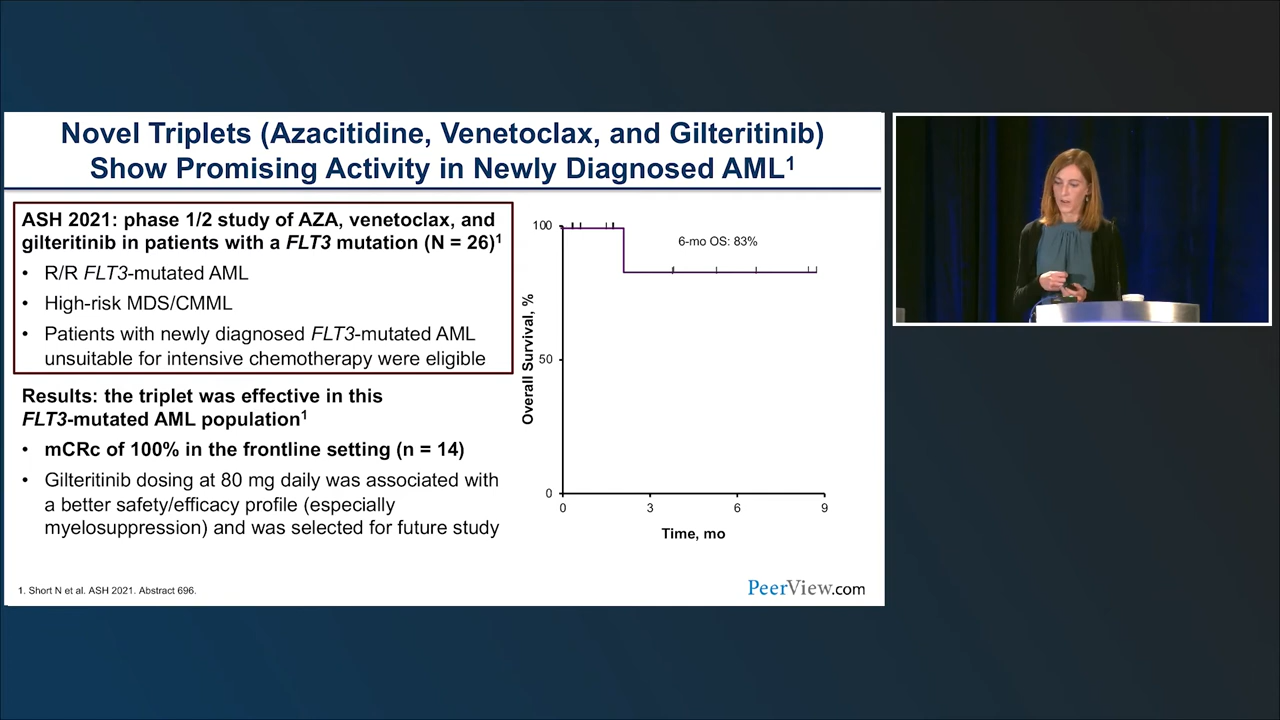 Novel Triplets (Azacitidine, Venetoclax, and Gilteritinib)
Show Promising Activity in Newly Diagnosed AML1
ASH 2021: phase 1/2 study of AZA, venetoclax, and
gilteritinib in patients with a FLT3 mutation (N = 26)1
• R/R FLT3-mutated AML
• High-risk MDS/CMML
• Patients with newly diagnosed FLT3-mutated AML
unsuitable for intensive chemotherapy were eligible
Results: the triplet was effective in this
FLT3-mutated AML population1
• mCRc of 100% in the frontline setting (n = 14)
• Gilteritinib dosing at 80 mg daily was associated with
a better safety/efficacy profile (especially
myelosuppression) and was selected for future study
Overall Survival, %
100
50
0
6-mo OS: 83%
0 3 6 9
Time, mo
1. Short N et al. ASH 2021. Abstract 696.
PeerView.com